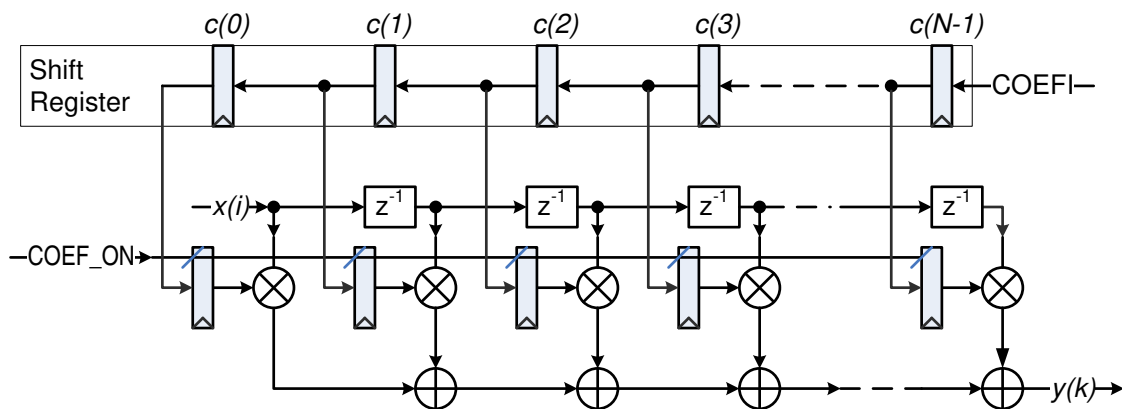 c(0) c(1) c(2) c(3) c(N-1)
Shift
Register
COEFI
x(i) z-1 z-1 z-1 z-1
COEF_ON
y(k)